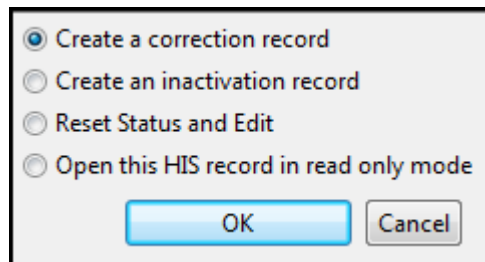 Create a correction record
Create an inactivation record
Reset Status and Edit
Open this HIS record in read only mode
OK Cancel